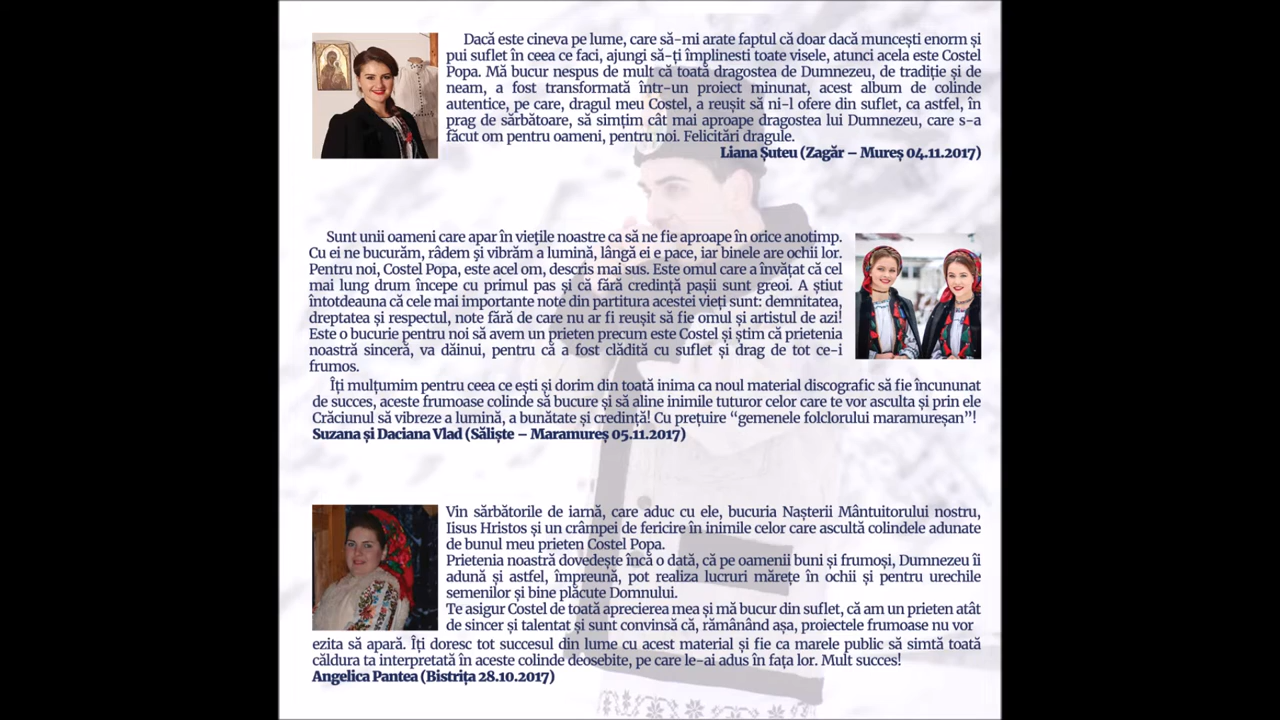 Dacă este cineva pe lume, care să-mi arate faptul că doar dacă muncești enorm și
pui suflet în ceea ce faci, ajungi să-ți împlinesti toate visele, atunci acela este Costel
Popa. Mă bucur nespus de mult că toată dragostea de Dumnezeu, de tradiție și de
neam, a fost transformată într-un proiect minunat, acest album de colinde
autentice, pe care, dragul meu Costel, a reușit să ni-l ofere din suflet, ca astfel, în
prag de sărbătoare, să simțim cât mai aproape dragostea lui Dumnezeu, care s-a
făcut om pentru oameni, pentru noi. Felicitări dragule.
Liana Șuteu (Zagăr – Mureș 04.11.2017)
Sunt unii oameni care apar în viețile noastre ca să ne fie aproape în orice anotimp.
Cu ei ne bucurăm, râdem şi vibrăm a lumină, lângă ei e pace, iar binele are ochii lor.
Pentru noi, Costel Popa, este acel om, descris mai sus. Este omul care a învățat că cel
mai lung drum începe cu primul pas și că fără credință pașii sunt greoi. A știut
întotdeauna că cele mai importante note din partitura acestei vieți sunt: demnitatea,
dreptatea și respectul, note fără de care nu ar fi reușit să fie omul și artistul de azi!
Este o bucurie pentru noi să avem un prieten precum este Costel și știm că prietenia
noastră sinceră, va dăinui, pentru că a fost clădită cu suflet și drag de tot ce-i
frumos.
Îți mulțumim pentru ceea ce ești și dorim din toată inima ca noul material discografic să fie încununat
de succes, aceste frumoase colinde să bucure și să aline inimile tuturor celor care te vor asculta și prin ele
Crăciunul să vibreze a lumină, a bunătate și credință! Cu prețuire “gemenele folclorului maramureșan”!
Suzana și Daciana Vlad (Săliște – Maramureș 05.11.2017)
Vin sărbătorile de iarnă, care aduc cu ele, bucuria Nașterii Mântuitorului nostru,
Iisus Hristos și un crâmpei de fericire în inimile celor care ascultă colindele adunate
de bunul meu prieten Costel Popa.
Prietenia noastră dovedește încă o dată, că pe oamenii buni și frumoși, Dumnezeu îi
adună și astfel, împreună, pot realiza lucruri mărețe în ochii și pentru urechile
semenilor și bine plăcute Domnului.
Te asigur Costel de toată aprecierea mea și mă bucur din suflet, că am un prieten atât
de sincer și talentat și sunt convinsă că, rămânând așa, proiectele frumoase nu vor
ezita să apară. Îți doresc tot succesul din lume cu acest material și fie ca marele public să simtă toată
căldura ta interpretată în aceste colinde deosebite, pe care le-ai adus în fața lor. Mult succes!
Angelica Pantea (Bistrița 28.10.2017)